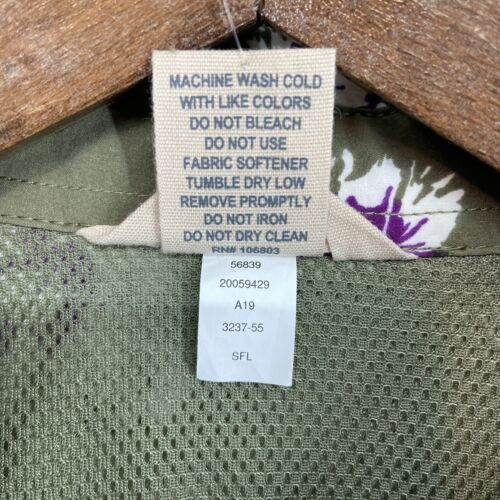 MACHINE WASH COLD
WITH LIKE COLORS
DO NOT BLEACH
DO NOT USE
FABRIC SOFTENER
TUMBLE DRY LOW
REMOVE PROMPTLY
DO NOT IRON
DO NOT DRY CLEAN
RN# 106803
56839
20059429
A19
3237-55
SFL